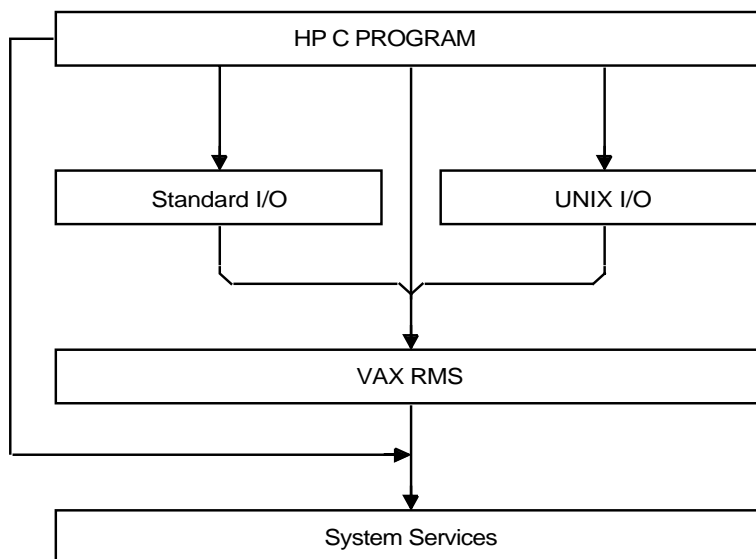 HP C PROGRAM
Standard I/O
UNIX I/O
VAX RMS
System Services